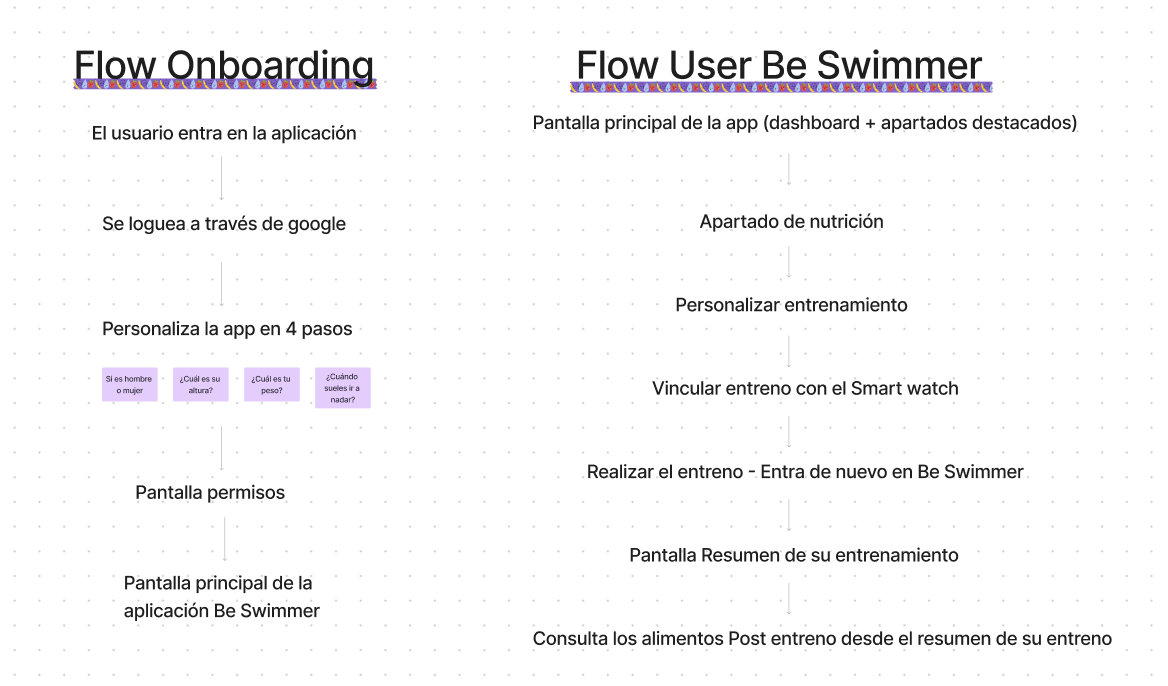 Flow Onboarding
El usuario entra en la aplicación
Se loguea a través de google
Personaliza la app en 4 pasos
Si es hombre
o mujer
¿Cuál es su
altura?
¿Cuál es tu
peso?
¿Cuándo
sueles ir a
nadar?
Pantalla permisos
Pantalla principal de la
aplicación Be Swimmer
Flow User Be Swimmer
Pantalla principal de la app (dashboard + apartados destacados)
Apartado de nutrición
Personalizar entrenamiento
Vincular entreno con el Smart watch
Realizar el entreno - Entra de nuevo en Be Swimmer
Pantalla Resumen de su entrenamiento
Consulta los alimentos Post entreno desde el resumen de su entreno